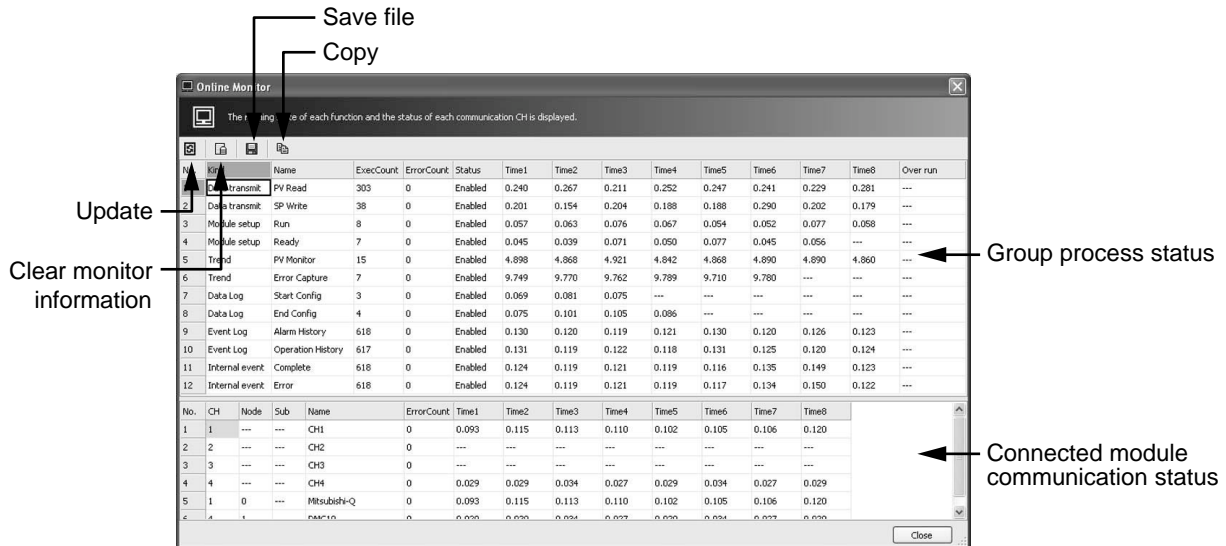 Save file
Copy
Online Monitor
The running state of each function and the status of each communication CH is displayed.
No. Kind Name ExecCount ErrorCount Status Time1 Time2 Time3 Time4 Time5 Time6 Time7 Time8 Over run
Data transmit PV Read 303 0 Enabled 0.240 0.267 0.211 0.252 0.247 0.241 0.229 0.281 ---
2 Data transmit SP Write 38 0 Enabled 0.201 0.154 0.204 0.188 0.188 0.290 0.202 0.179 ---
3 Module setup Run 8 0 Enabled 0.057 0.063 0.076 0.067 0.054 0.052 0.077 0.058 ---
4 Module setup Ready 7 0 Enabled 0.045 0.039 0.071 0.050 0.077 0.045 0.056 --- ---
5 Trend PV Monitor 15 0 Enabled 4.898 4.868 4.921 4.842 4.868 4.890 4.890 4.860 ---
6 Trend Error Capture 7 0 Enabled 9.749 9.770 9.762 9.789 9.710 9.780 --- --- ---
7 Data Log Start Config 3 0 Enabled 0.069 0.081 0.075 --- --- --- --- --- ---
8 Data Log End Config 4 0 Enabled 0.075 0.101 0.105 0.086 --- --- --- --- ---
9 Event Log Alarm History 618 0 Enabled 0.130 0.120 0.119 0.121 0.130 0.120 0.126 0.123 ---
10 Event Log Operation History 617 0 Enabled 0.131 0.119 0.122 0.118 0.131 0.125 0.120 0.124 ---
11 Internal event Complete 618 0 Enabled 0.124 0.119 0.121 0.119 0.116 0.135 0.149 0.123 ---
12 Internal event Error 618 0 Enabled 0.124 0.119 0.121 0.119 0.117 0.134 0.150 0.122 ---
No. CH Node Sub Name ErrorCount Time1 Time2 Time3 Time4 Time5 Time6 Time7 Time8
1 1 --- --- CH1 0 0.093 0.115 0.113 0.110 0.102 0.105 0.106 0.120
2 2 --- --- CH2 0 --- --- --- --- --- --- --- ---
3 3 --- --- CH3 0 --- --- --- --- --- --- --- ---
4 4 --- --- CH4 0 0.029 0.029 0.034 0.027 0.029 0.034 0.027 0.029
5 1 0 --- Mitsubishi-Q 0 0.093 0.115 0.113 0.110 0.102 0.105 0.106 0.120
6 4 1 DMC10 0 0.029 0.029 0.034 0.027 0.029 0.034 0.027 0.029
Close
Update
Clear monitor
information
Group process status
Connected module
communication status